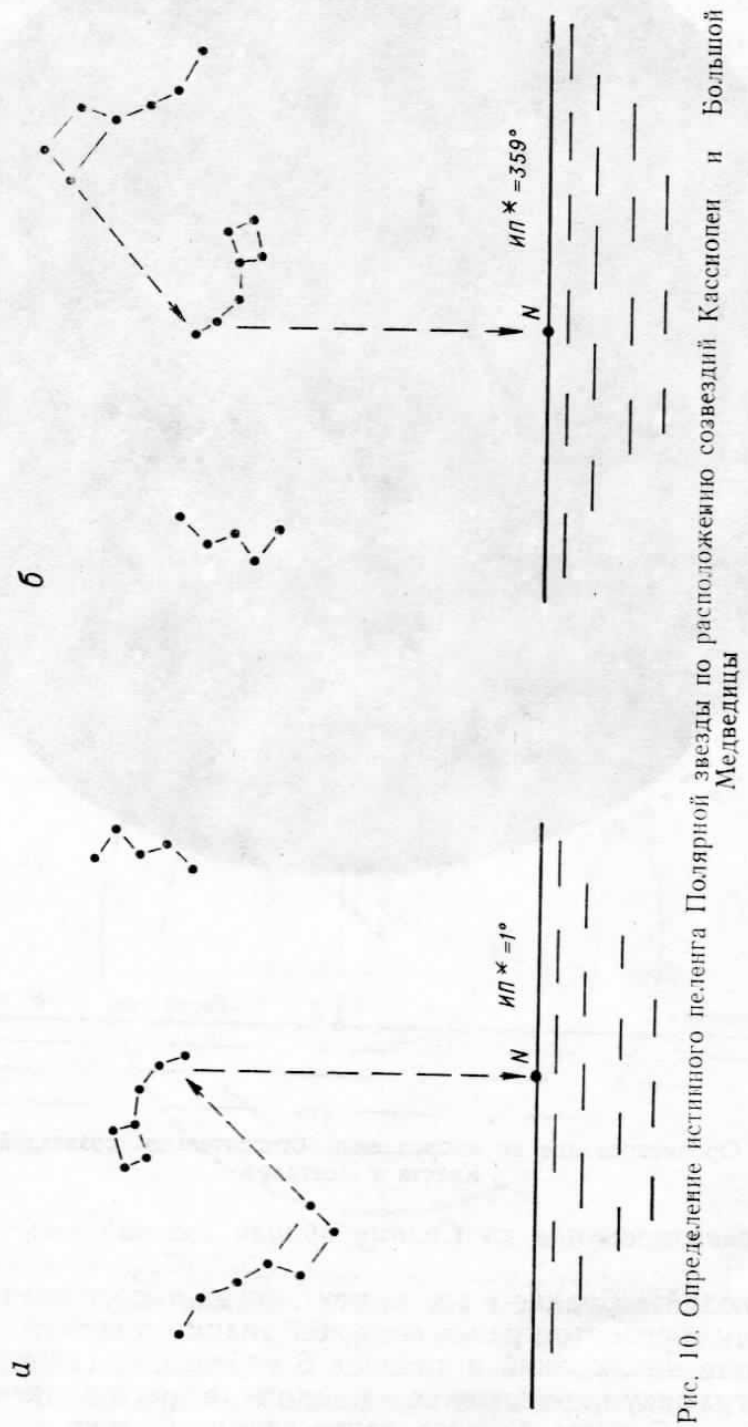 а
б
ИП*=1°
N
ИП*=359°
N
Рис. 10. Определение истинного пеленга Полярной звезды по расположению созвездий Кассиопеи и Большой
Медведицы